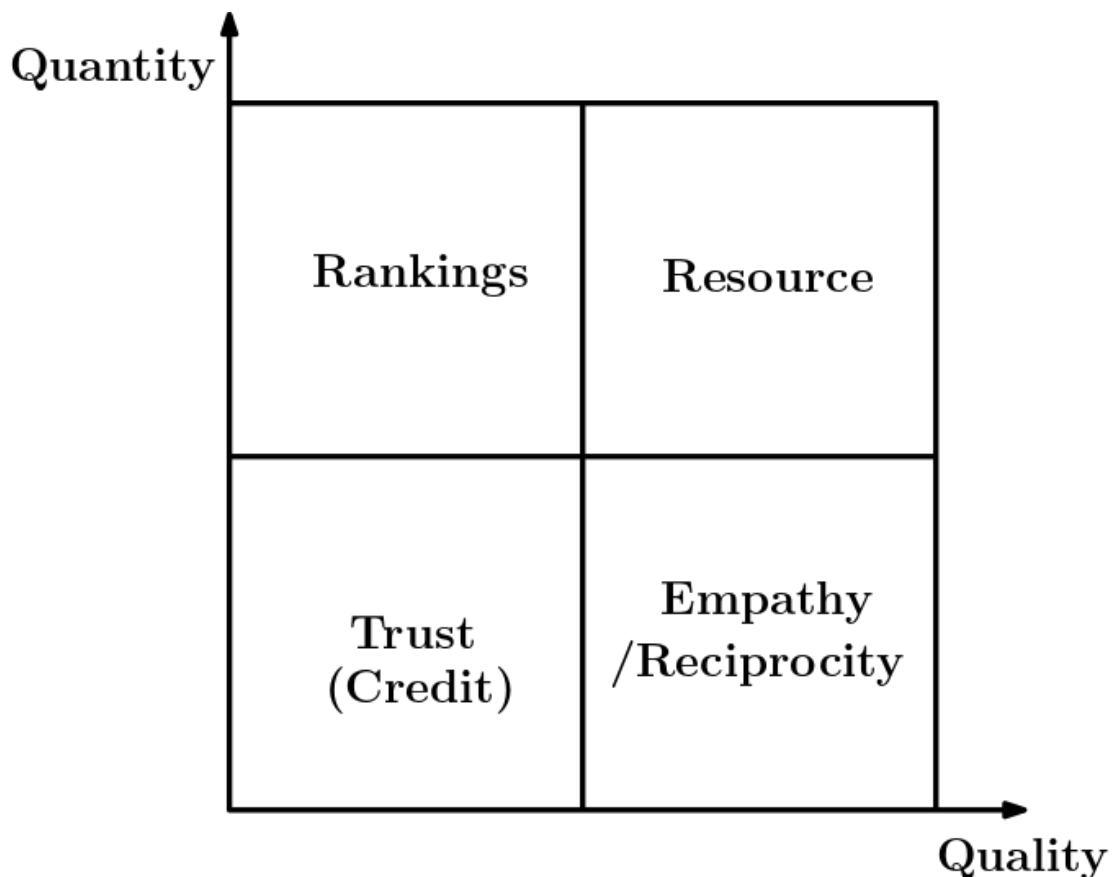 Quantity
Rankings
Resource
Trust
(Credit)
Empathy
/Reciprocity
Quality